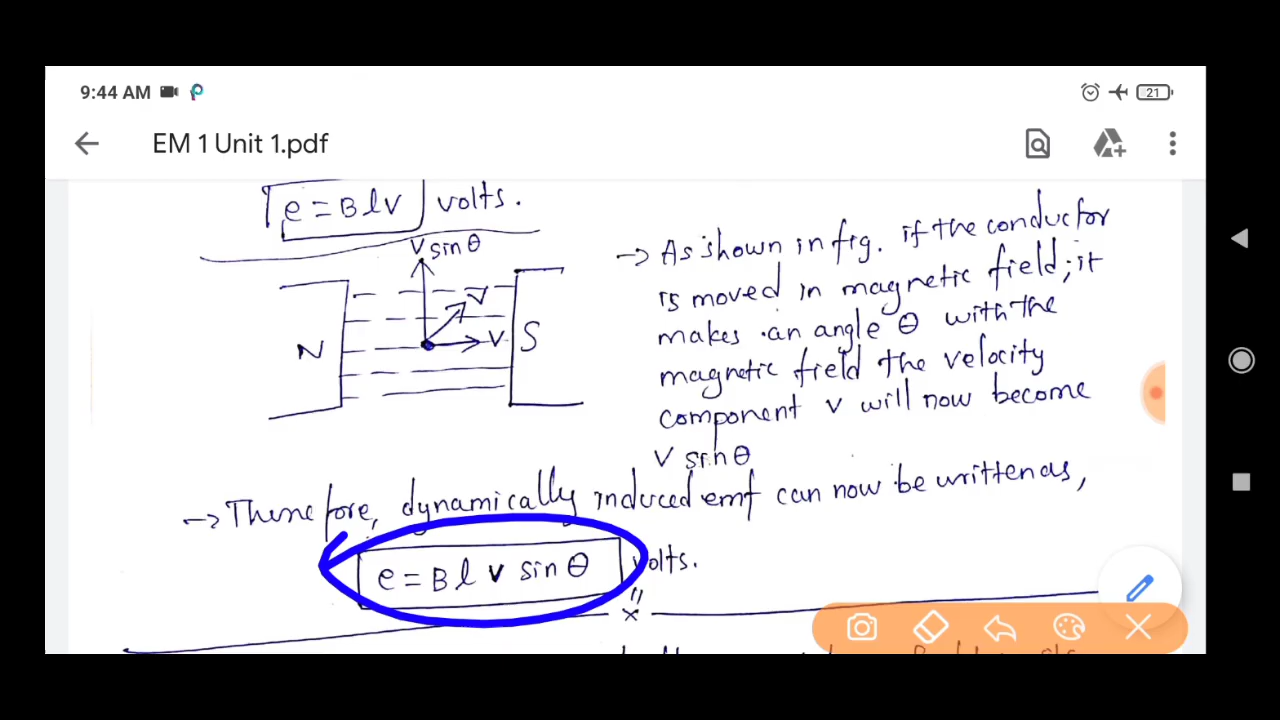 9:44 AM
21
EM 1 Unit 1.pdf
e = B l v volts.
V sin θ
V
V
N
S
→ As shown in fig. if the conductor
is moved in magnetic field; it
makes an angle θ with the
magnetic field the velocity
component v will now become
V sin θ
→ Therefore, dynamically induced emf can now be written as,
e = B l v sin θ volts.